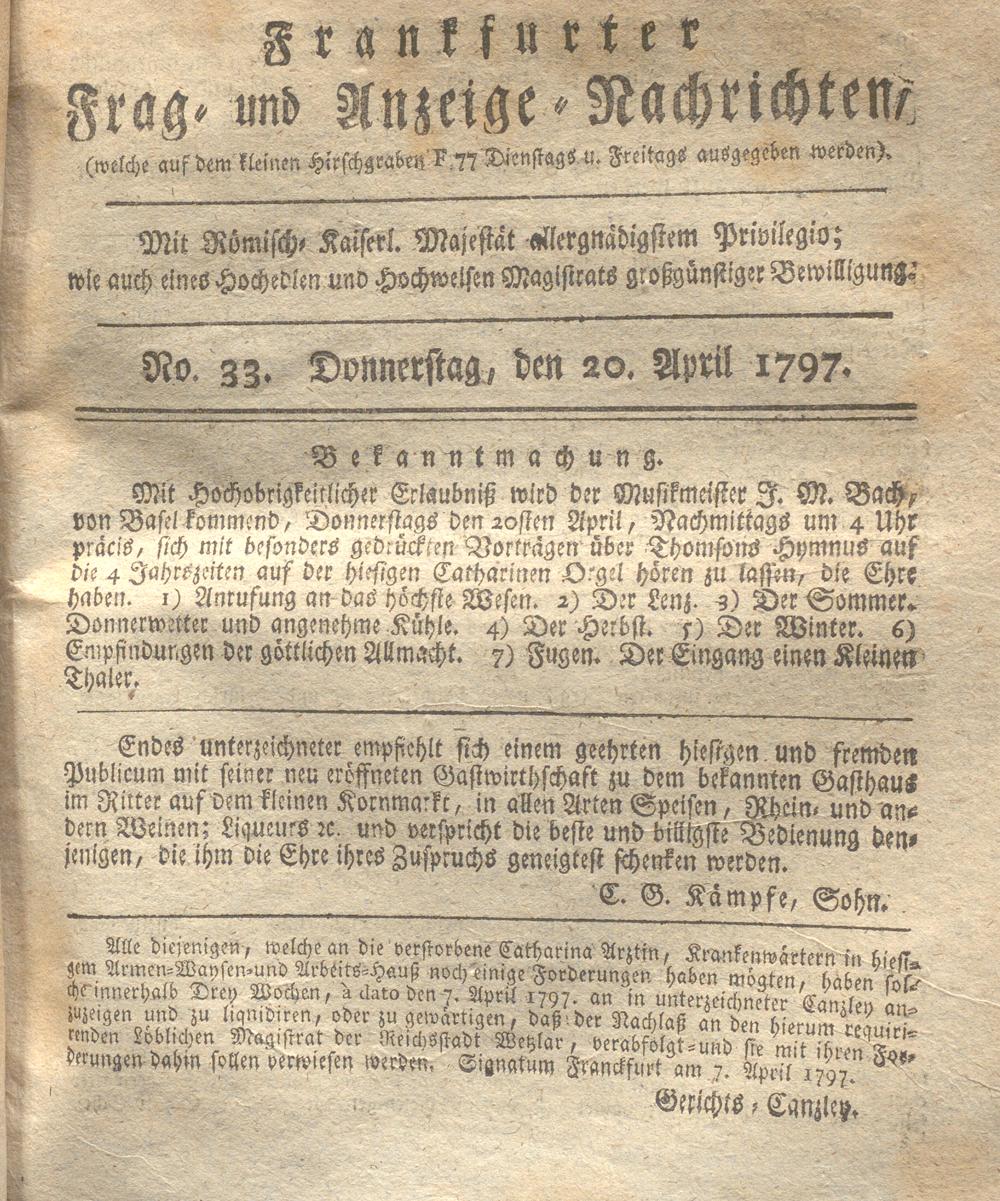 Frankfurter
Frag- und Anzeige-Nachrichten,
(welche auf dem kleinen Hirschgraben F. 77 Dienstags u. Freitags ausgegeben werden).
Mit Römisch-Kaiserl. Majestät allergnädigstem Privilegio;
wie auch eines Hochedlen und Hochweisen Magistrats großgünstiger Bewilligung.
No. 33. Donnerstag, den 20. April 1797.
Bekanntmachung.
Mit Hochobrigkeitlicher Erlaubniß wird der Musikmeister J. M. Bach,
von Basel kommend, Donnerstags den 20sten April, Nachmittags um 4 Uhr
präcis, sich mit besonders gedruckten Vorträgen über Thomsons Hymnus auf
die 4 Jahrszeiten auf der hiesigen Catharinen Orgel hören zu lassen, die Ehre
haben. 1) Anrufung an das höchste Wesen. 2) Der Lenz. 3) Der Sommer.
Donnerwetter und angenehme Kühle. 4) Der Herbst. 5) Der Winter. 6)
Empfindungen der göttlichen Allmacht. 7) Fugen. Der Eingang einen Kleinen
Thaler.
Endes unterzeichneter empfiehlt sich einem geehrten hiesigen und fremden
Publicum mit seiner neu eröffneten Gastwirthschaft zu dem bekannten Gasthaus
im Ritter auf dem kleinen Kornmarkt, in allen Arten Speisen, Rhein- und an-
dern Weinen; Liqueurs ꝛc. und verspricht die beste und billigste Bedienung den-
jenigen, die ihm die Ehre ihres Zuspruchs geneigtest schenken werden.
C. G. Kämpfe, Sohn.
Alle diejenigen, welche an die verstorbene Catharina Arztin, Krankenwärtern in hiesi-
gem Armen-Waysen-und Arbeits-Hauß noch einige Forderungen haben mögten, haben sol-
che innerhalb Drey Wochen, à dato den 7. April 1797. an in unterzeichneter Canzley an-
zuzeigen und zu liquidiren, oder zu gewärtigen, daß der Nachlaß an den hierum requiri-
renden Löblichen Magistrat der Reichsstadt Wetzlar, verabfolgt-und sie mit ihren For-
derungen dahin sollen verwiesen werden. Signatum Franckfurt am 7. April 1797.
Gerichts-Canzley.